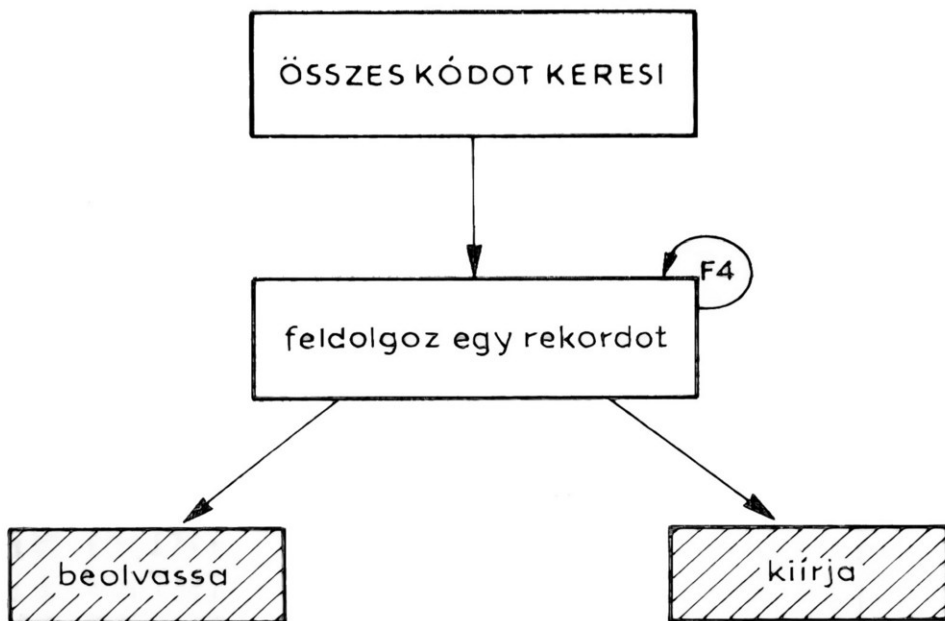 ÖSSZES KÓDOT KERESI
F4
feldolgoz egy rekordot
beolvassa
kiírja